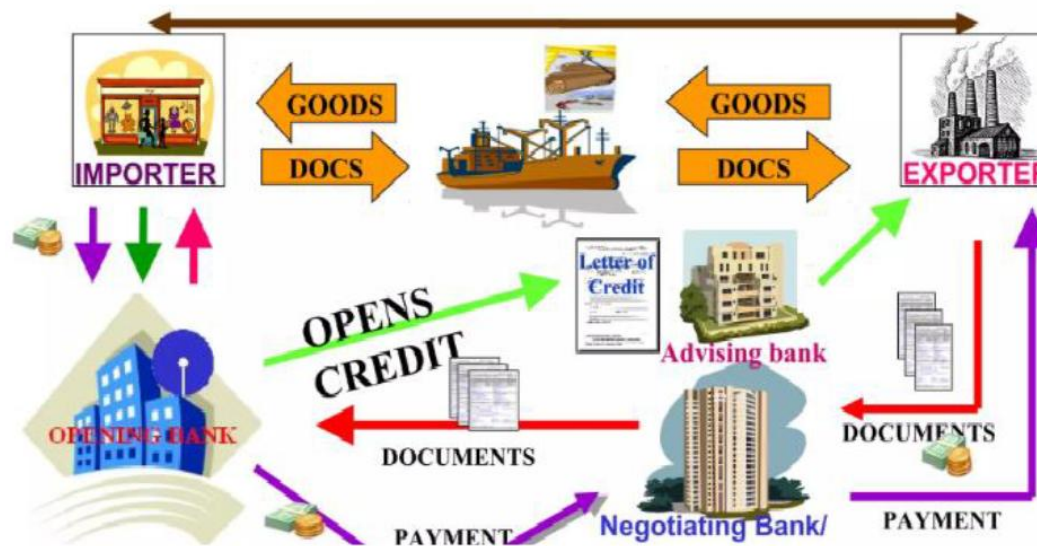 GOODS
GOODS
DOCS
DOCS
IMPORTER
EXPORTER
Letter of
Credit
OPENS
CREDIT
Advising bank
OPENING BANK
DOCUMENTS
DOCUMENTS
Negotiating Bank/
PAYMENT
PAYMENT